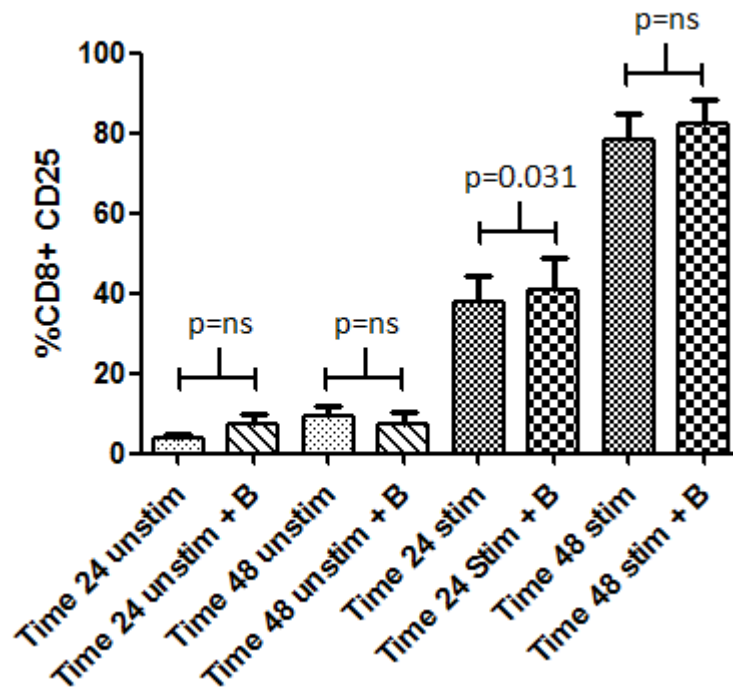 p=ns
100
80
p=0.031
60
%CD8+ CD25
40
p=ns
p=ns
20
0
Time 24 unstim
Time 24 unstim + B
Time 48 unstim
Time 48 unstim + B
Time 24 stim
Time 24 Stim + B
Time 48 stim
Time 48 stim + B